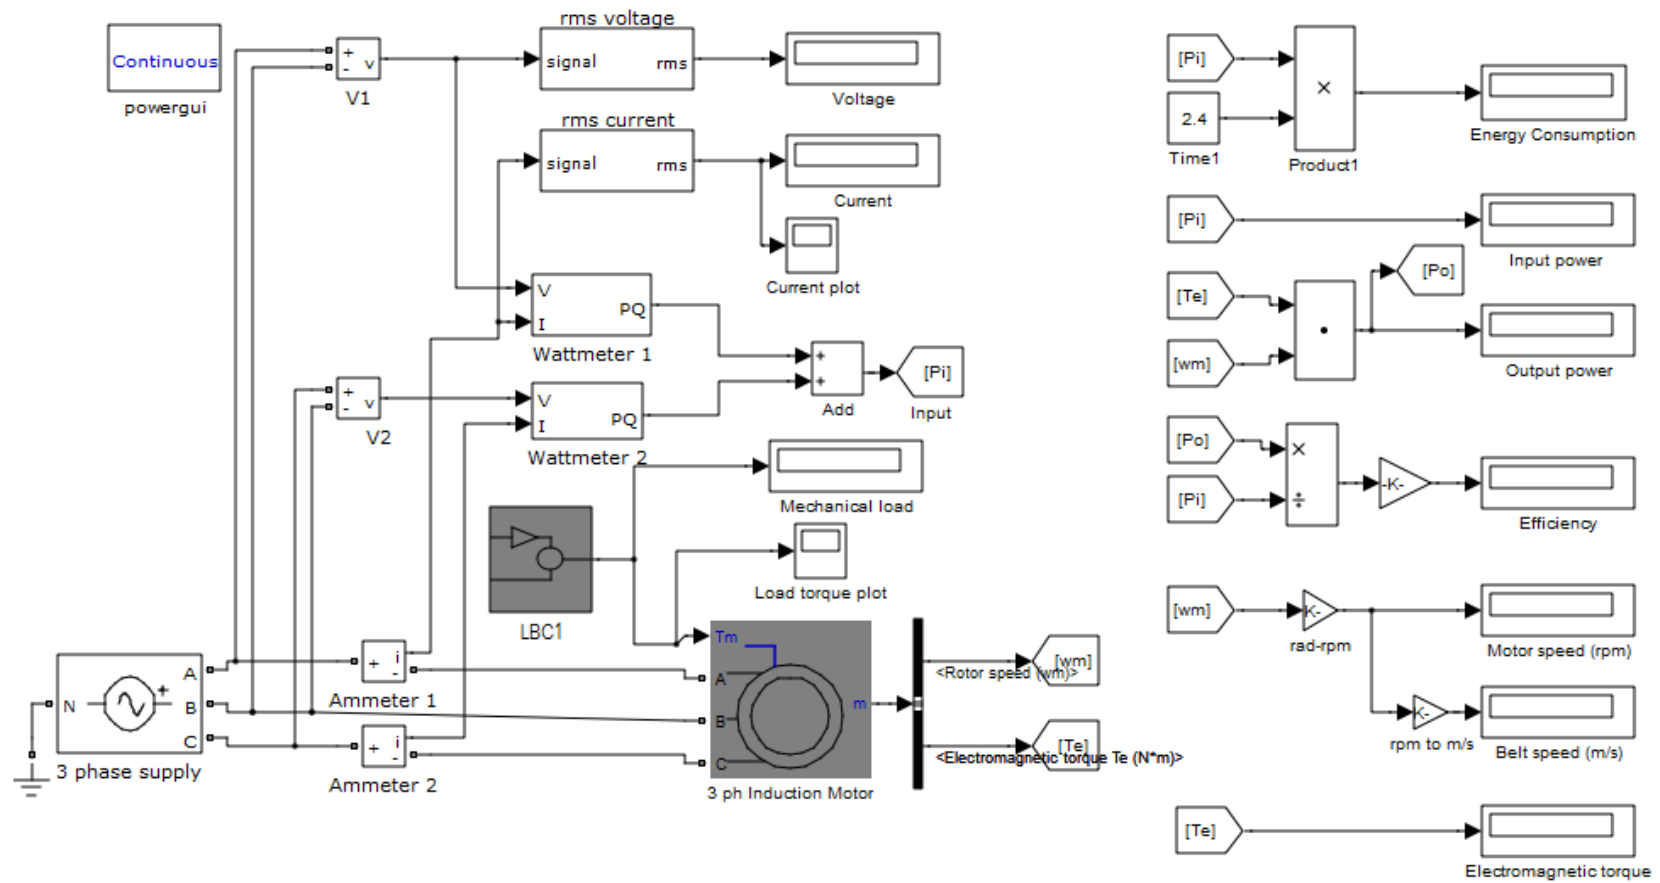 Continuous
powergui
+
-
v
V1
rms voltage
signal
rms
Voltage
rms current
signal
rms
Current
Current plot
V
I
PQ
Wattmeter 1
+
-
v
V2
V
I
PQ
Wattmeter 2
+
+
Add
[Pi]
Input
Mechanical load
Load torque plot
LBC1
N
+
A
B
C
3 phase supply
+
i
-
Ammeter 1
+
i
-
Ammeter 2
Tm
A
B
C
m
3 ph Induction Motor
[wm]
<Rotor speed (wm)>
[Te]
<Electromagnetic torque Te (N*m)>
[Pi]
2.4
Time1
×
Product1
Energy Consumption
[Pi]
Input power
[Te]
[wm]
[Po]
Output power
[Po]
[Pi]
×
÷
-K-
Efficiency
[wm]
K-
rad-rpm
Motor speed (rpm)
K-
rpm to m/s
Belt speed (m/s)
[Te]
Electromagnetic torque